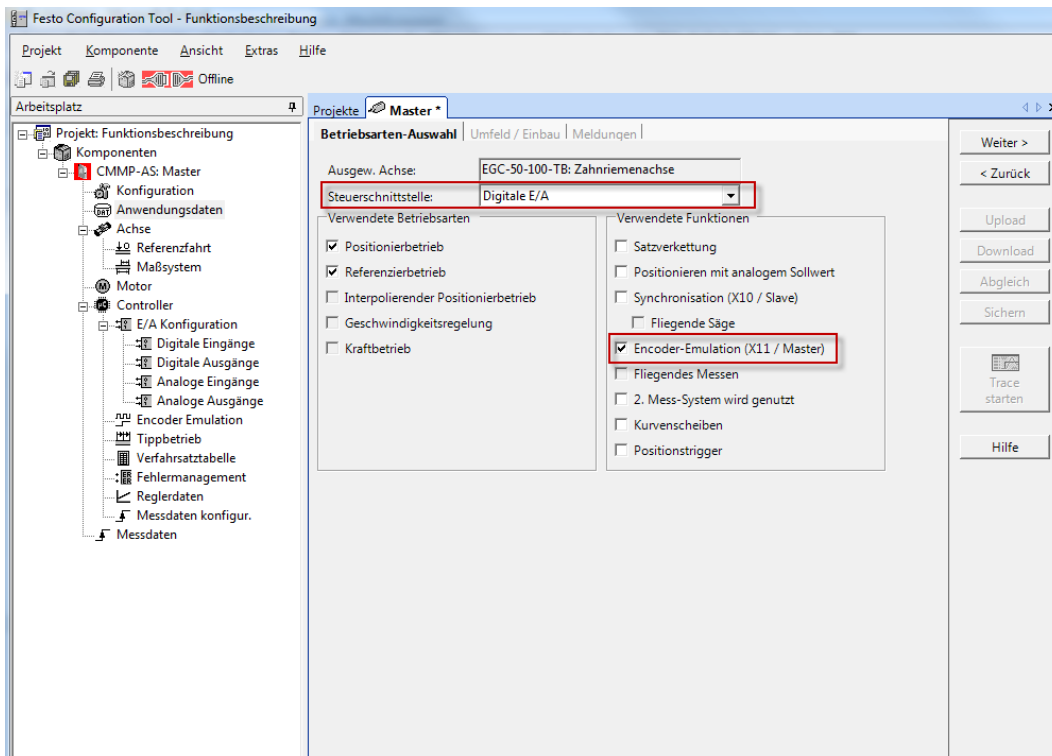 Festo Configuration Tool - Funktionsbeschreibung
Projekt Komponente Ansicht Extras Hilfe
Offline
Arbeitsplatz
Projekt: Funktionsbeschreibung
Komponenten
CMMP-AS: Master
Konfiguration
Anwendungsdaten
Achse
Referenzfahrt
Maßsystem
Motor
Controller
E/A Konfiguration
Digitale Eingänge
Digitale Ausgänge
Analoge Eingänge
Analoge Ausgänge
Encoder Emulation
Tippbetrieb
Verfahrsatztabelle
Fehlermanagement
Reglerdaten
Messdaten konfigur.
Messdaten
Projekte Master *
Betriebsarten-Auswahl Umfeld / Einbau Meldungen
Ausgew. Achse: EGC-50-100-TB: Zahnriemenachse
Steuerschnittstelle: Digitale E/A
Verwendete Betriebsarten
Positionierbetrieb
Referenzierbetrieb
Interpolierender Positionierbetrieb
Geschwindigkeitsregelung
Kraftbetrieb
Verwendete Funktionen
Satzverkettung
Positionieren mit analogem Sollwert
Synchronisation (X10 / Slave)
Fliegende Säge
Encoder-Emulation (X11 / Master)
Fliegendes Messen
2. Mess-System wird genutzt
Kurvenscheiben
Positionstrigger
Weiter >
< Zurück
Upload
Download
Abgleich
Sichern
Trace
starten
Hilfe